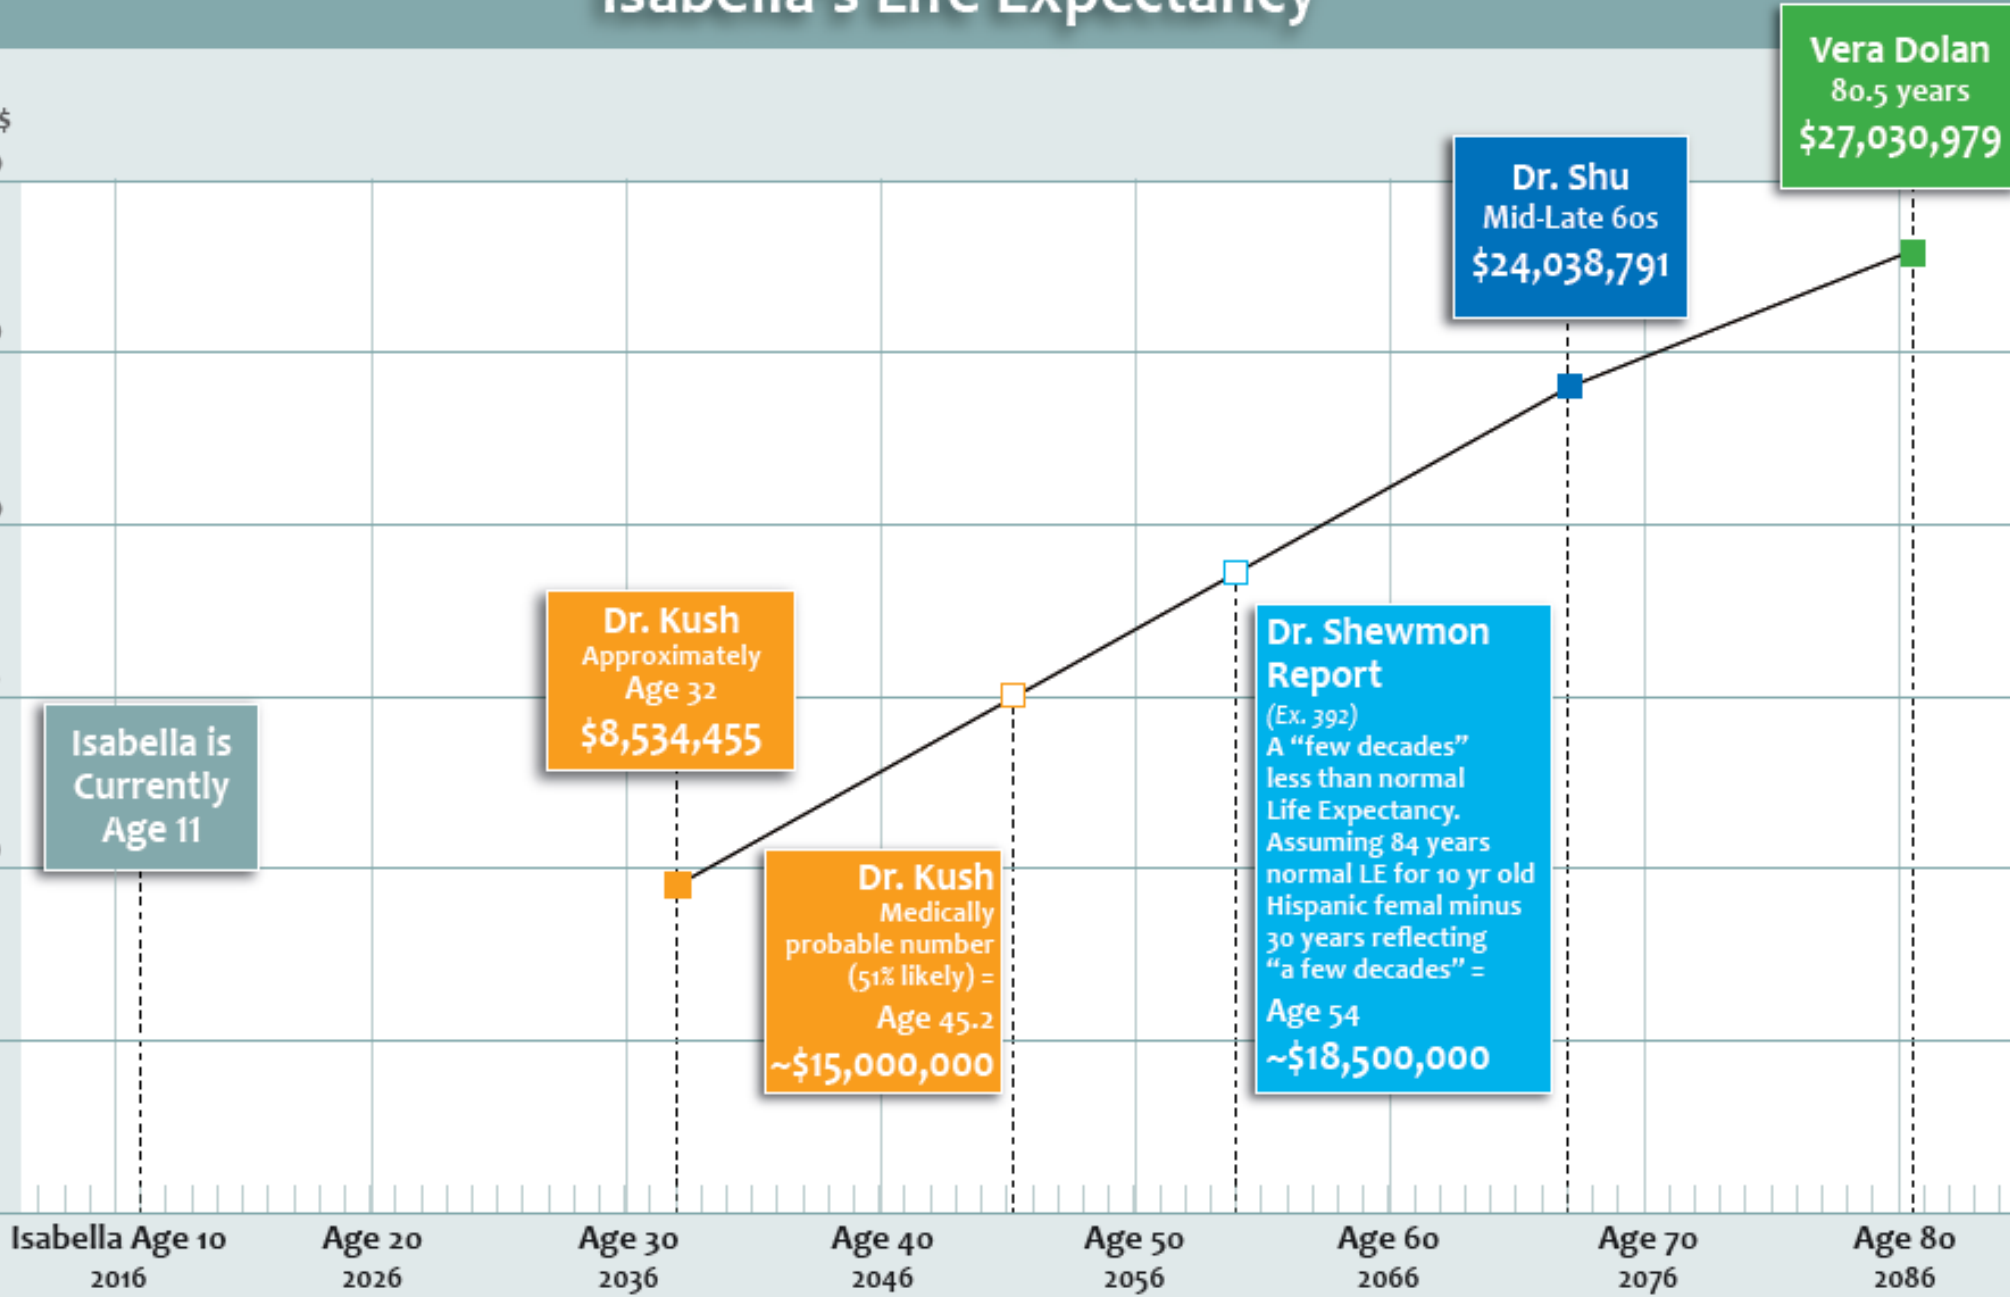 Isabella's Life Expectancy
Vera Dolan
80.5 years
$27,030,979
$
Dr. Shu
Mid-Late 60s
$24,038,791
Dr. Kush
Approximately
Age 32
$8,534,455
Isabella is
Currently
Age 11
Dr. Kush
Medically
probable number
(51% likely) =
Age 45.2
~$15,000,000
Dr. Shewmon
Report
(Ex. 392)
A “few decades”
less than normal
Life Expectancy.
Assuming 84 years
normal LE for 10 yr old
Hispanic femal minus
30 years reflecting
“a few decades” =
Age 54
~$18,500,000
Isabella Age 10 Age 20 Age 30 Age 40 Age 50 Age 60 Age 70 Age 80
2016 2026 2036 2046 2056 2066 2076 2086